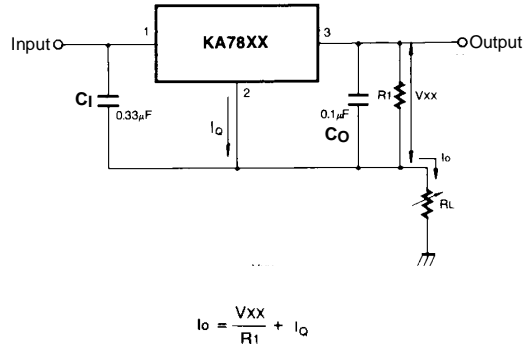 Input
1
KA78XX
3
Output
2
CI
0.33μF
IQ
0.1μF
CO
R1
VXX
Io
RL
Io = VXX/R1 + IQ